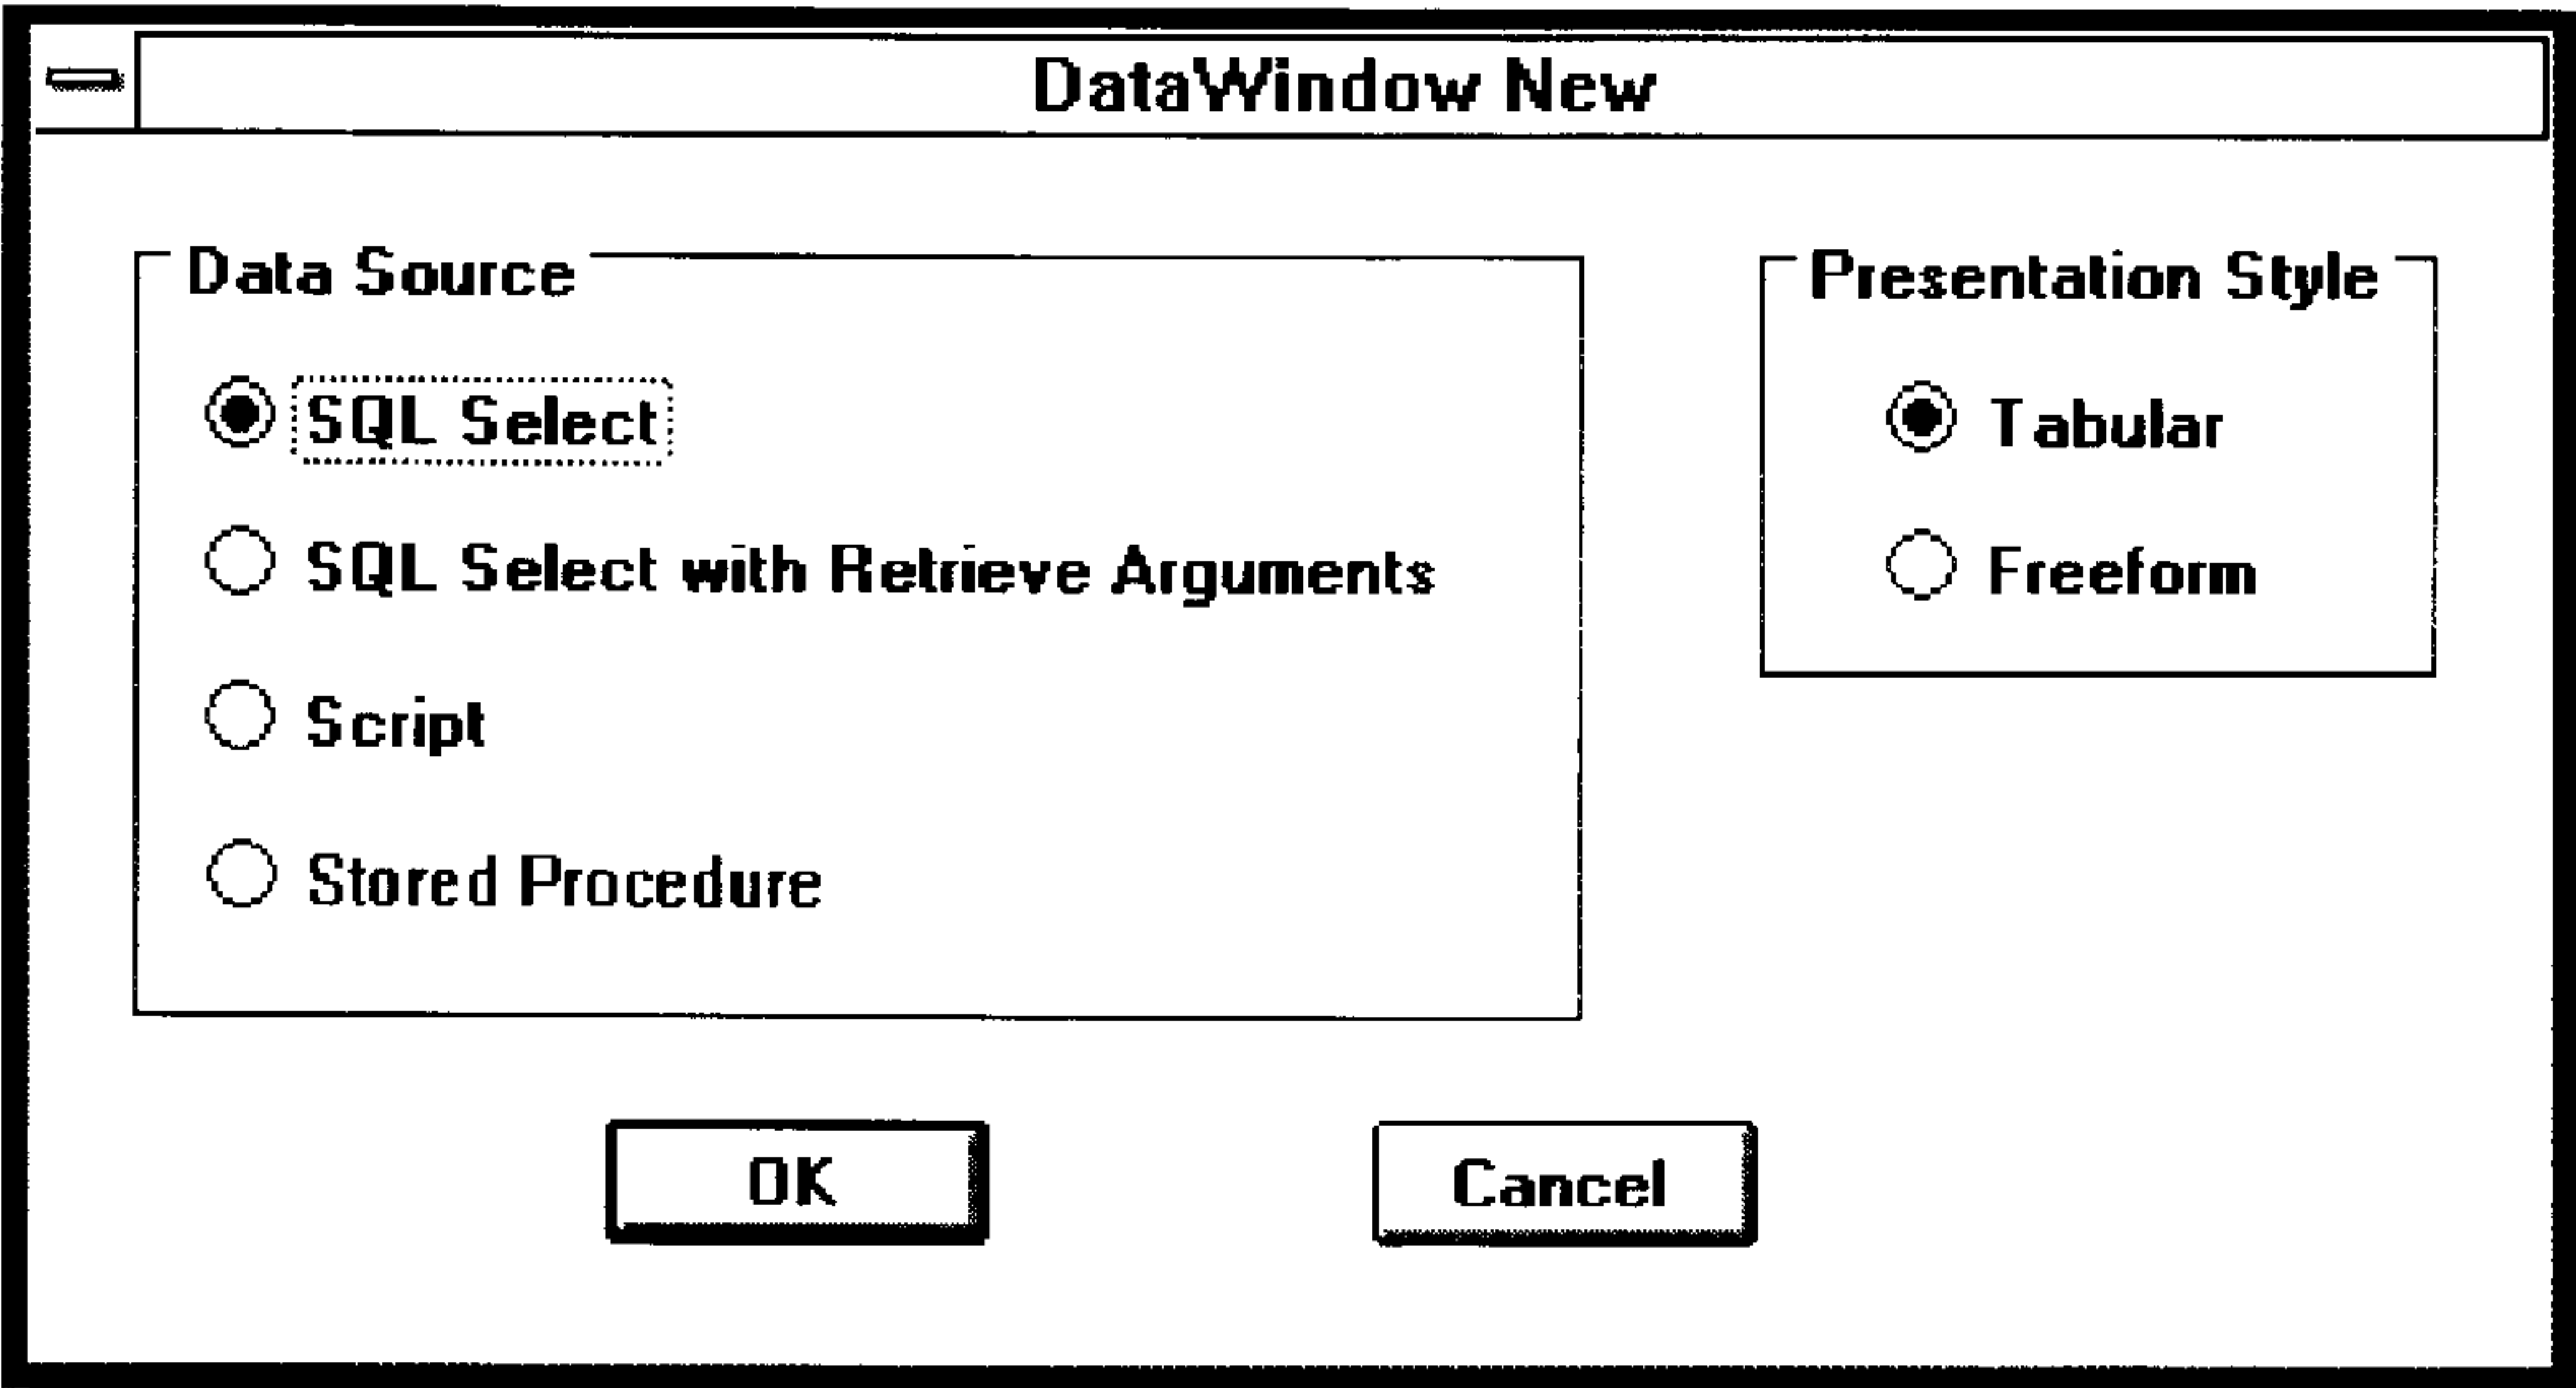 DataWindow New
Data Source
SQL Select
SQL Select with Retrieve Arguments
Script
Stored Procedure
Presentation Style
Tabular
Freeform
OK
Cancel